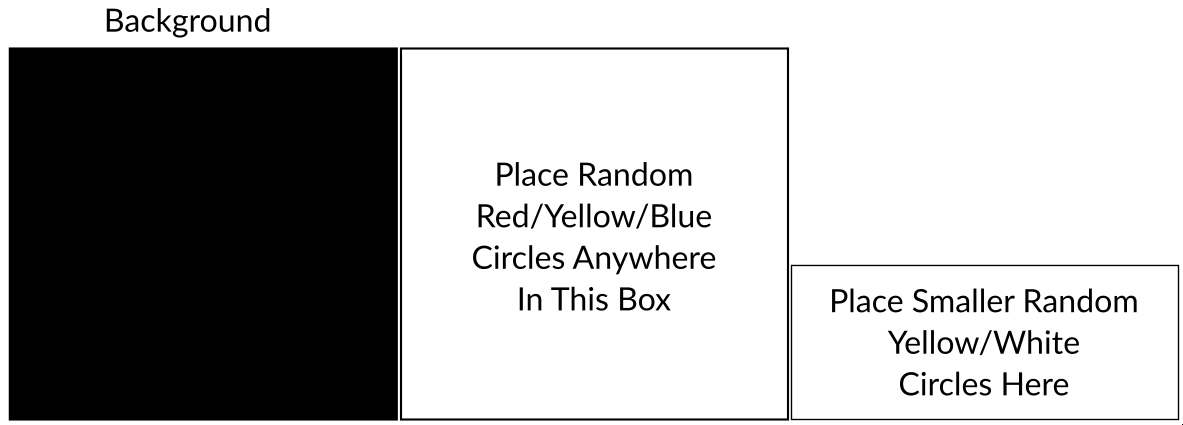 Background
Place Random
Red/Yellow/Blue
Circles Anywhere
In This Box
Place Smaller Random
Yellow/White
Circles Here